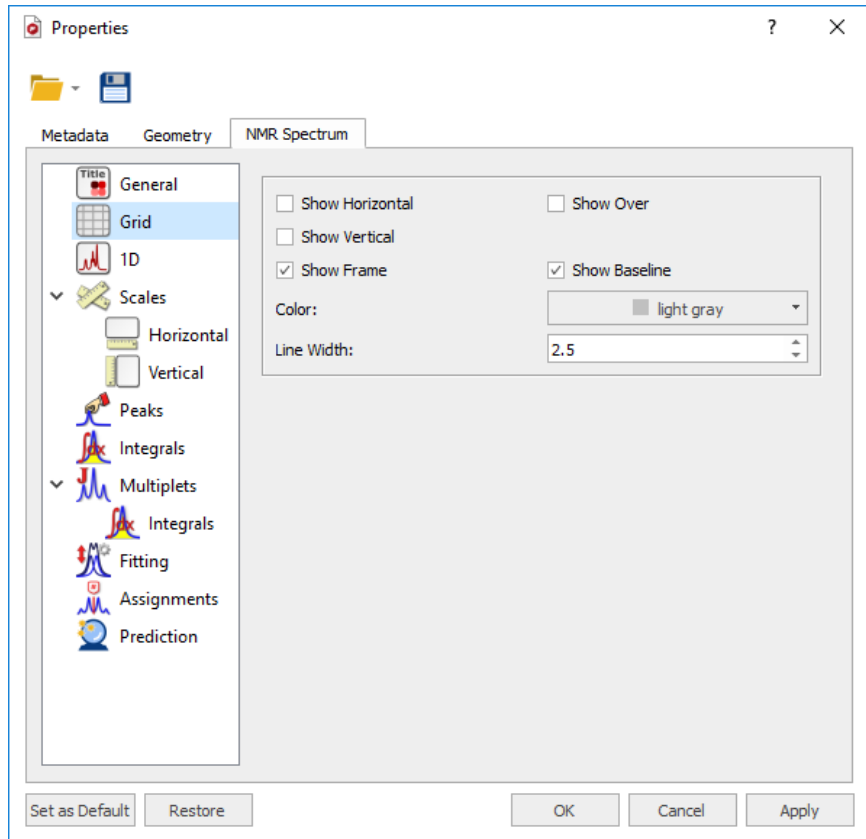 Properties
?
Metadata Geometry NMR Spectrum
Title
General
Grid
1D
Scales
Horizontal
Vertical
Peaks
Integrals
Multiplets
Integrals
Fitting
Assignments
Prediction
Show Horizontal Show Over
Show Vertical
Show Frame Show Baseline
Color: light gray
Line Width: 2.5
Set as Default Restore OK Cancel Apply